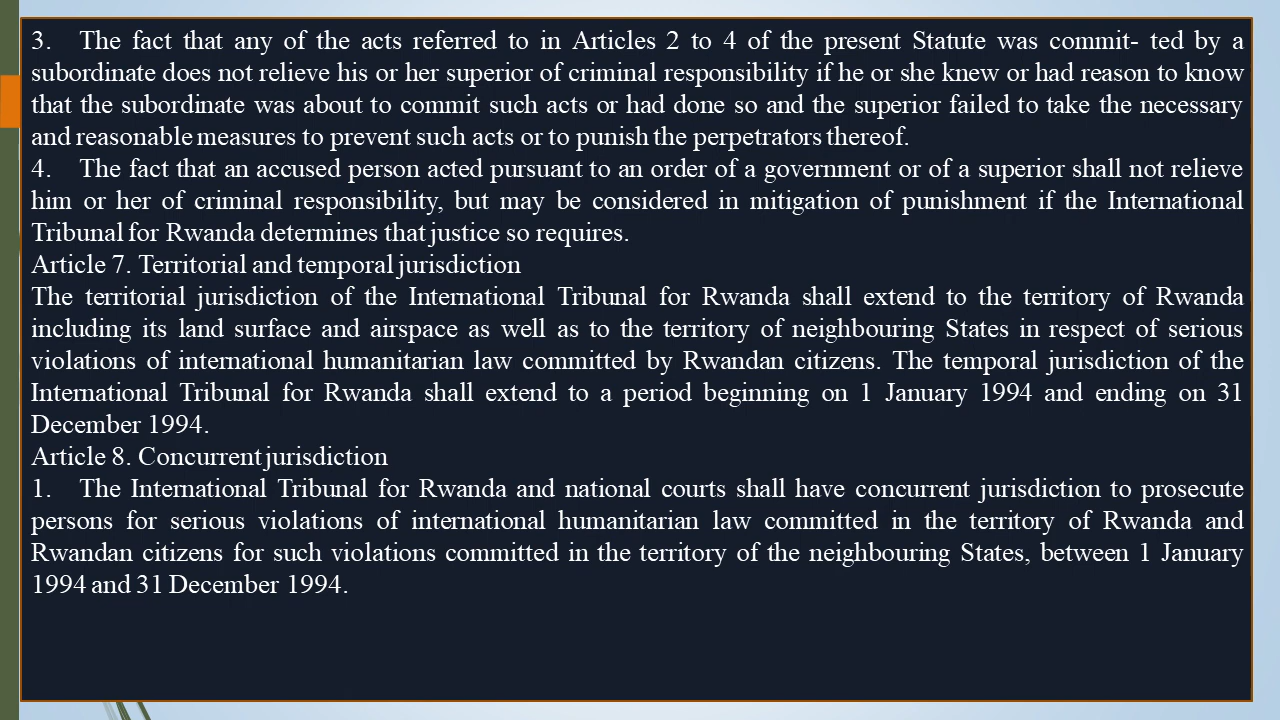 3. The fact that any of the acts referred to in Articles 2 to 4 of the present Statute was commit- ted by a
subordinate does not relieve his or her superior of criminal responsibility if he or she knew or had reason to know
that the subordinate was about to commit such acts or had done so and the superior failed to take the necessary
and reasonable measures to prevent such acts or to punish the perpetrators thereof.
4. The fact that an accused person acted pursuant to an order of a government or of a superior shall not relieve
him or her of criminal responsibility, but may be considered in mitigation of punishment if the International
Tribunal for Rwanda determines that justice so requires.
Article 7. Territorial and temporal jurisdiction
The territorial jurisdiction of the International Tribunal for Rwanda shall extend to the territory of Rwanda
including its land surface and airspace as well as to the territory of neighbouring States in respect of serious
violations of international humanitarian law committed by Rwandan citizens. The temporal jurisdiction of the
International Tribunal for Rwanda shall extend to a period beginning on 1 January 1994 and ending on 31
December 1994.
Article 8. Concurrent jurisdiction
1. The International Tribunal for Rwanda and national courts shall have concurrent jurisdiction to prosecute
persons for serious violations of international humanitarian law committed in the territory of Rwanda and
Rwandan citizens for such violations committed in the territory of the neighbouring States, between 1 January
1994 and 31 December 1994.